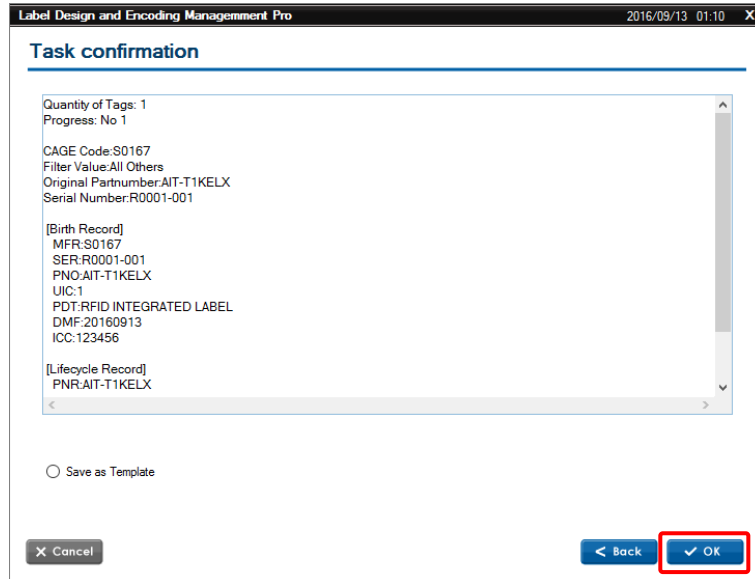 Label Design and Encoding Managemment Pro 2016/09/13 01:10 X
Task confirmation
Quantity of Tags: 1
Progress: No 1
CAGE Code:S0167
Filter Value:All Others
Original Partnumber:AIT-T1KELX
Serial Number:R0001-001
[Birth Record]
MFR:S0167
SER:R0001-001
PNO:AIT-T1KELX
UIC:1
PDT:RFID INTEGRATED LABEL
DMF:20160913
ICC:123456
[Lifecycle Record]
PNR:AIT-T1KELX
Save as Template
X Cancel < Back ✓ OK